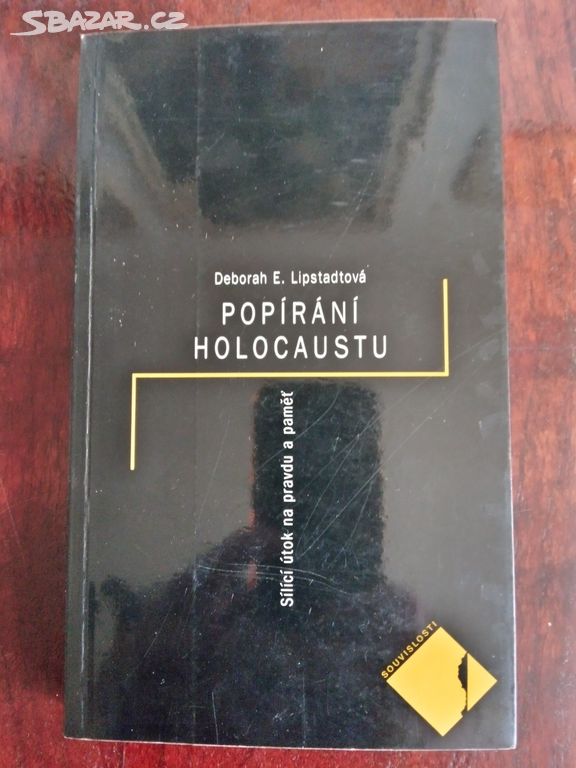 SBAZAR.CZ
Deborah E. Lipstadtová
POPÍRÁNÍ
HOLOCAUSTU
Sílící útok na pravdu a paměť
SOUVISLOSTI